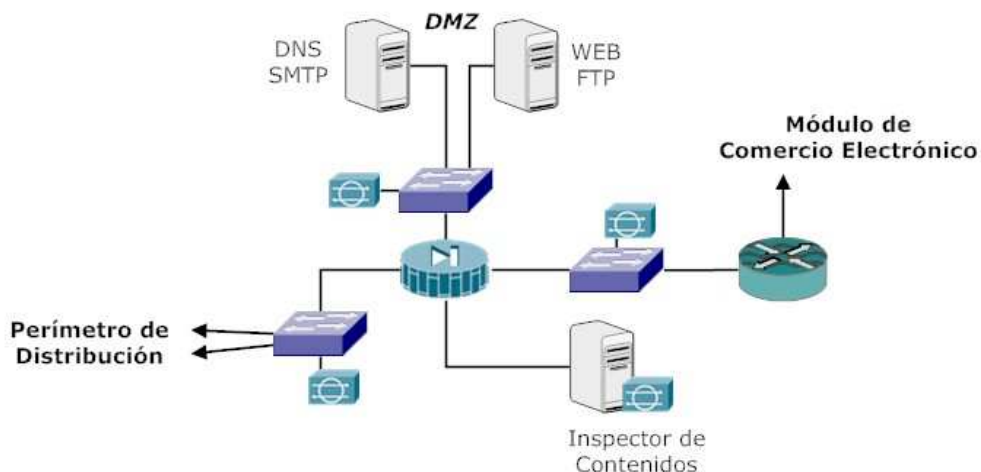 DMZ
DNS
SMTP
WEB
FTP
Módulo de
Comercio Electrónico
Perímetro de
Distribución
Inspector de
Contenidos